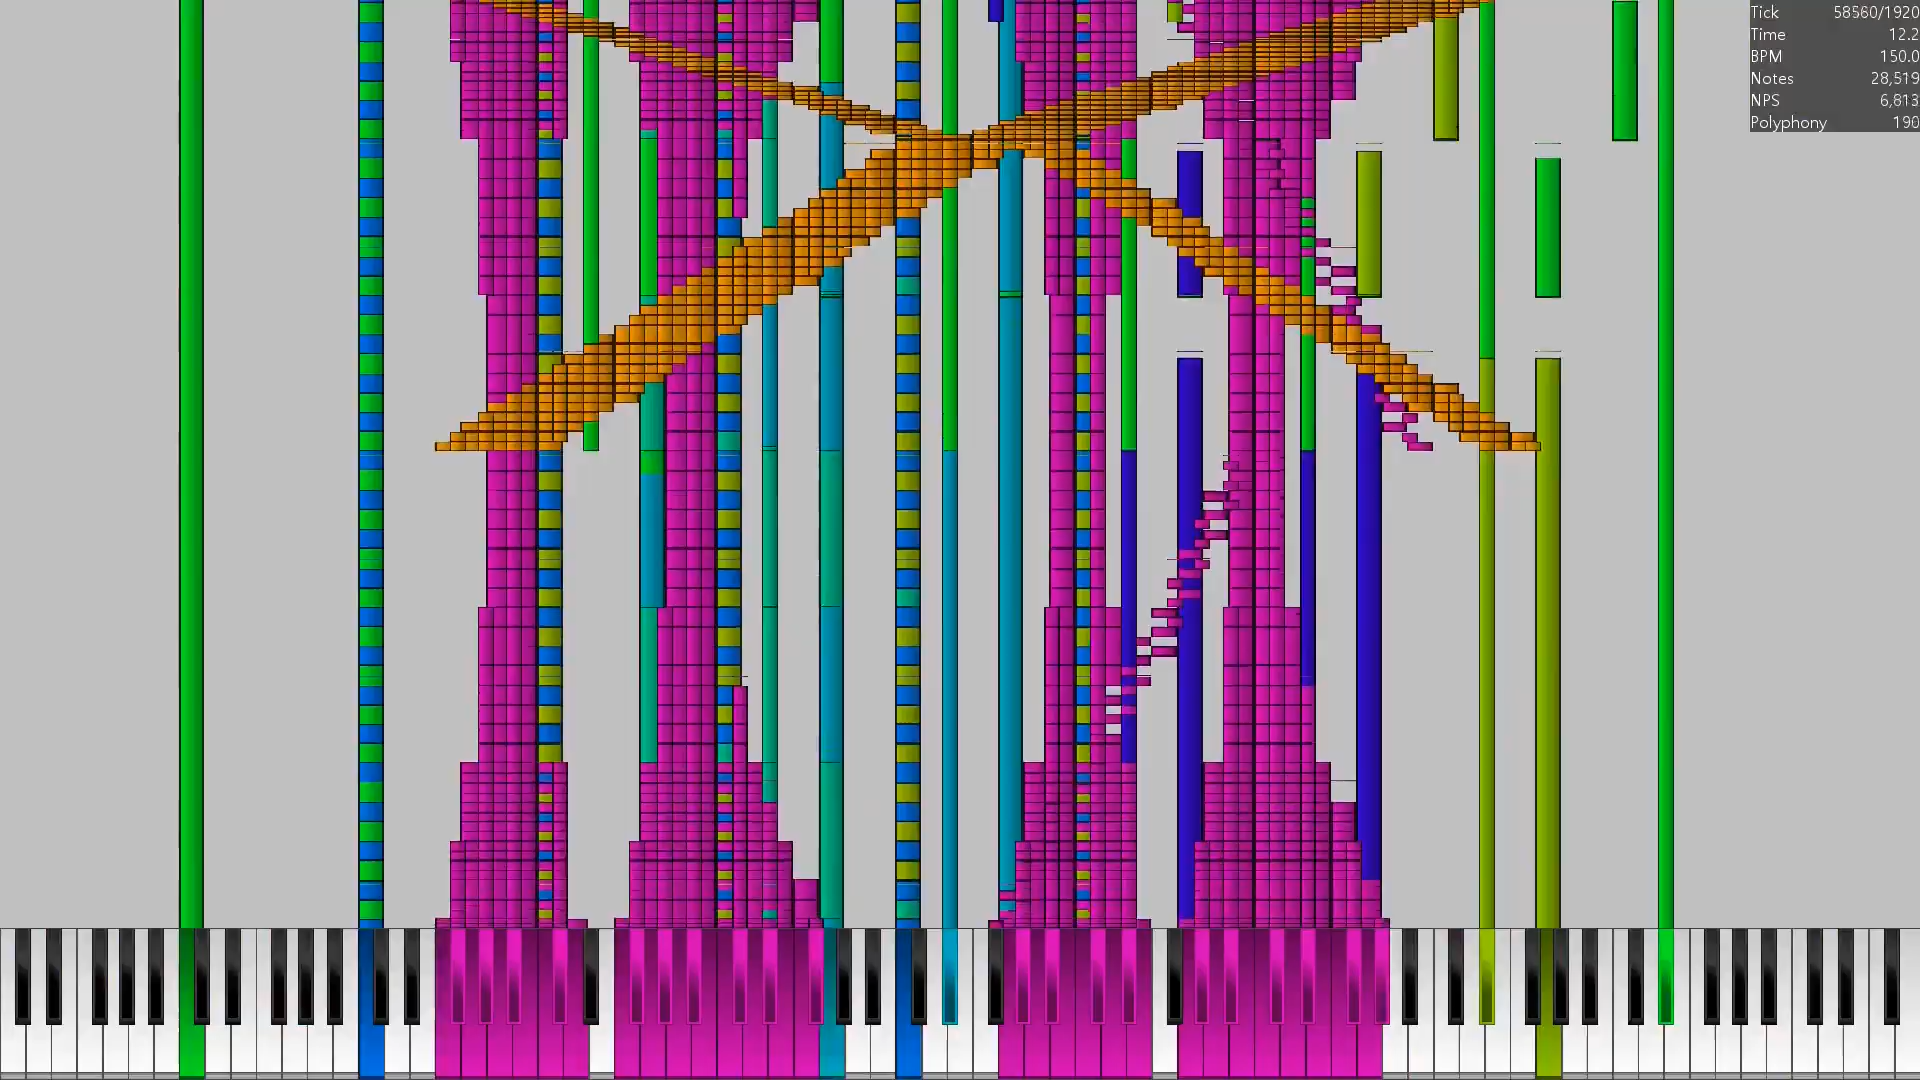 Tick 58560/1920
Time 12.2
BPM 150.0
Notes 28,519
NPS 6,813
Polyphony 190